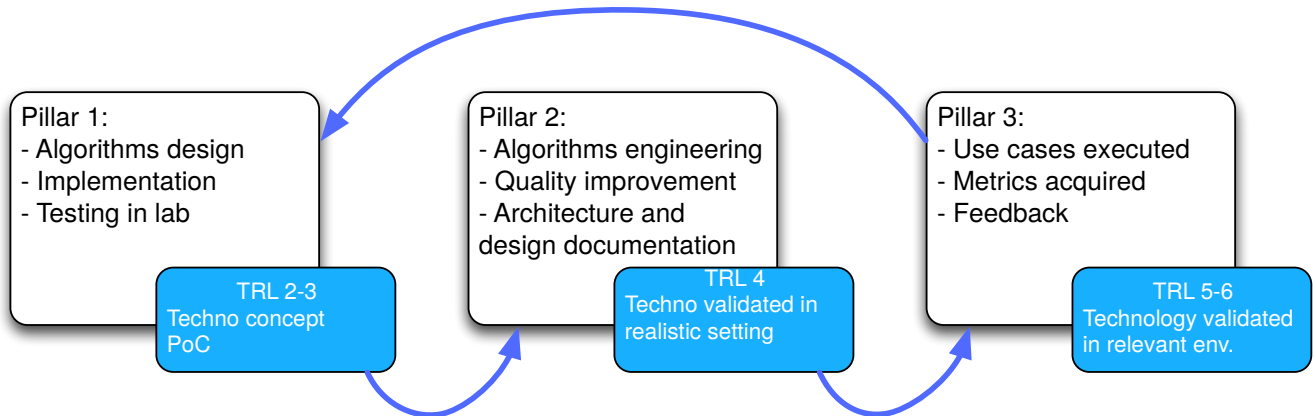 Pillar 1:
- Algorithms design
- Implementation
- Testing in lab
TRL 2-3
Techno concept
PoC
Pillar 2:
- Algorithms engineering
- Quality improvement
- Architecture and
design documentation
TRL 4
Techno validated in
realistic setting
Pillar 3:
- Use cases executed
- Metrics acquired
- Feedback
TRL 5-6
Technology validated
in relevant env.